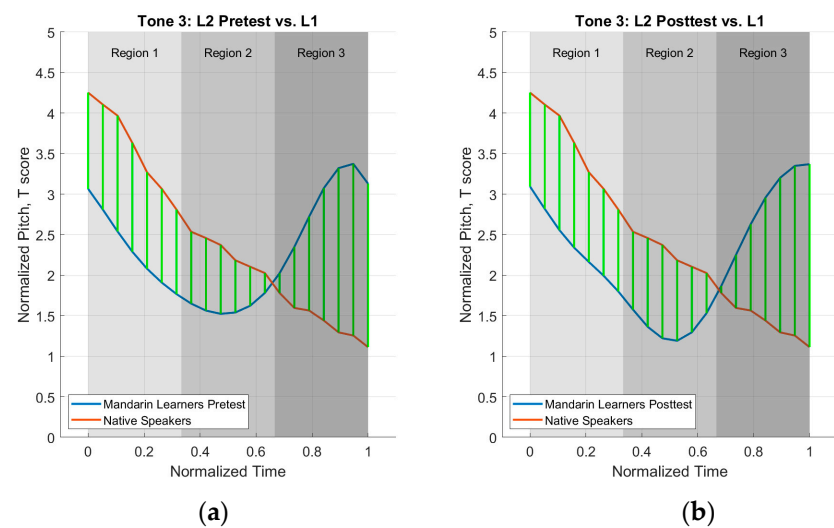 Tone 3: L2 Pretest vs. L1
Region 1
Region 2
Region 3
Normalized Pitch, T score
5
4.5
4
3.5
3
2.5
2
1.5
1
0.5
0
Mandarin Learners Pretest
Native Speakers
0 0.2 0.4 0.6 0.8 1
Normalized Time
(a)
Tone 3: L2 Posttest vs. L1
Region 1
Region 2
Region 3
Normalized Pitch, T score
5
4.5
4
3.5
3
2.5
2
1.5
1
0.5
0
Mandarin Learners Posttest
Native Speakers
0 0.2 0.4 0.6 0.8 1
Normalized Time
(b)